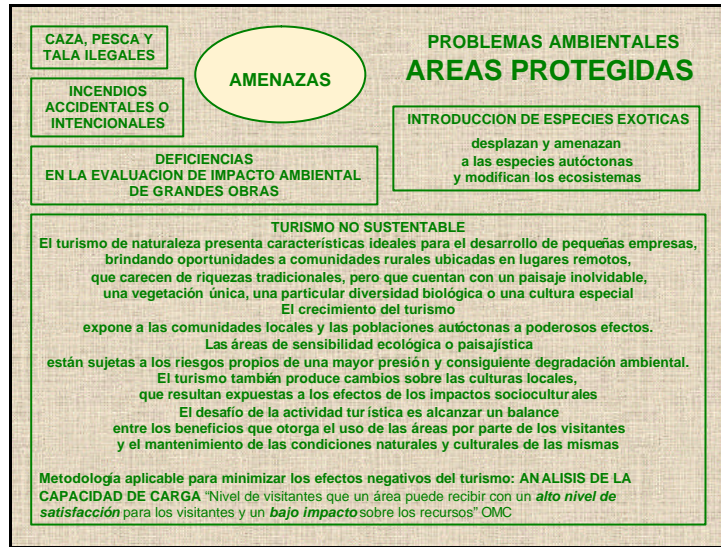 CAZA, PESCA Y
TALA ILEGALES
AMENAZAS
PROBLEMAS AMBIENTALES
AREAS PROTEGIDAS
INCENDIOS
ACCIDENTALES O
INTENCIONALES
INTRODUCCION DE ESPECIES EXOTICAS
desplazan y amenazan
a las especies autóctonas
y modifican los ecosistemas
DEFICIENCIAS
EN LA EVALUACION DE IMPACTO AMBIENTAL
DE GRANDES OBRAS
TURISMO NO SUSTENTABLE
El turismo de naturaleza presenta características ideales para el desarrollo de pequeñas empresas,
brindando oportunidades a comunidades rurales ubicadas en lugares remotos,
que carecen de riquezas tradicionales, pero que cuentan con un paisaje inolvidable,
una vegetación única, una particular diversidad biológica o una cultura especial
El crecimiento del turismo
expone a las comunidades locales y las poblaciones autóctonas a poderosos efectos.
Las áreas de sensibilidad ecológica o paisajística
están sujetas a los riesgos propios de una mayor presión y consiguiente degradación ambiental.
El turismo también produce cambios sobre las culturas locales,
que resultan expuestas a los efectos de los impactos socioculturales
El desafío de la actividad turística es alcanzar un balance
entre los beneficios que otorga el uso de las áreas por parte de los visitantes
y el mantenimiento de las condiciones naturales y culturales de las mismas
Metodología aplicable para minimizar los efectos negativos del turismo: ANALISIS DE LA
CAPACIDAD DE CARGA “Nivel de visitantes que un área puede recibir con un alto nivel de
satisfacción para los visitantes y un bajo impacto sobre los recursos” OMC